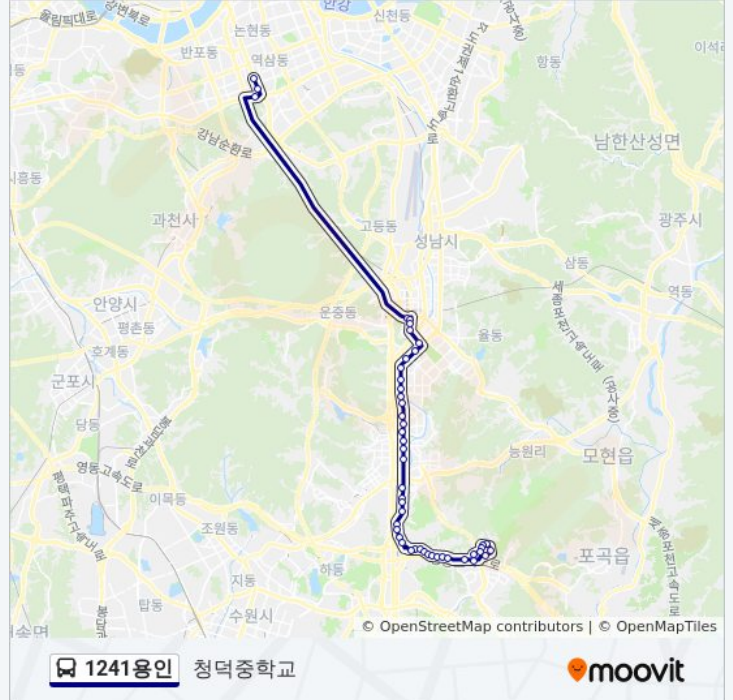 한강
강변북로
올림픽대로
신천동
논현동
반포동
역삼동
항동
강남순환로
남한산성면
시흥동
과천시
고등동
성남시
광주시
삼동
역동
안양시
평촌동
호계동
운중동
율동
군포시
당동
능원리
모현읍
영동고속도로
이목동
조원동
하동
포곡읍
지동
탑동
수원시
© OpenStreetMap contributors | © OpenMapTiles
1241용인 청덕중학교 moovit